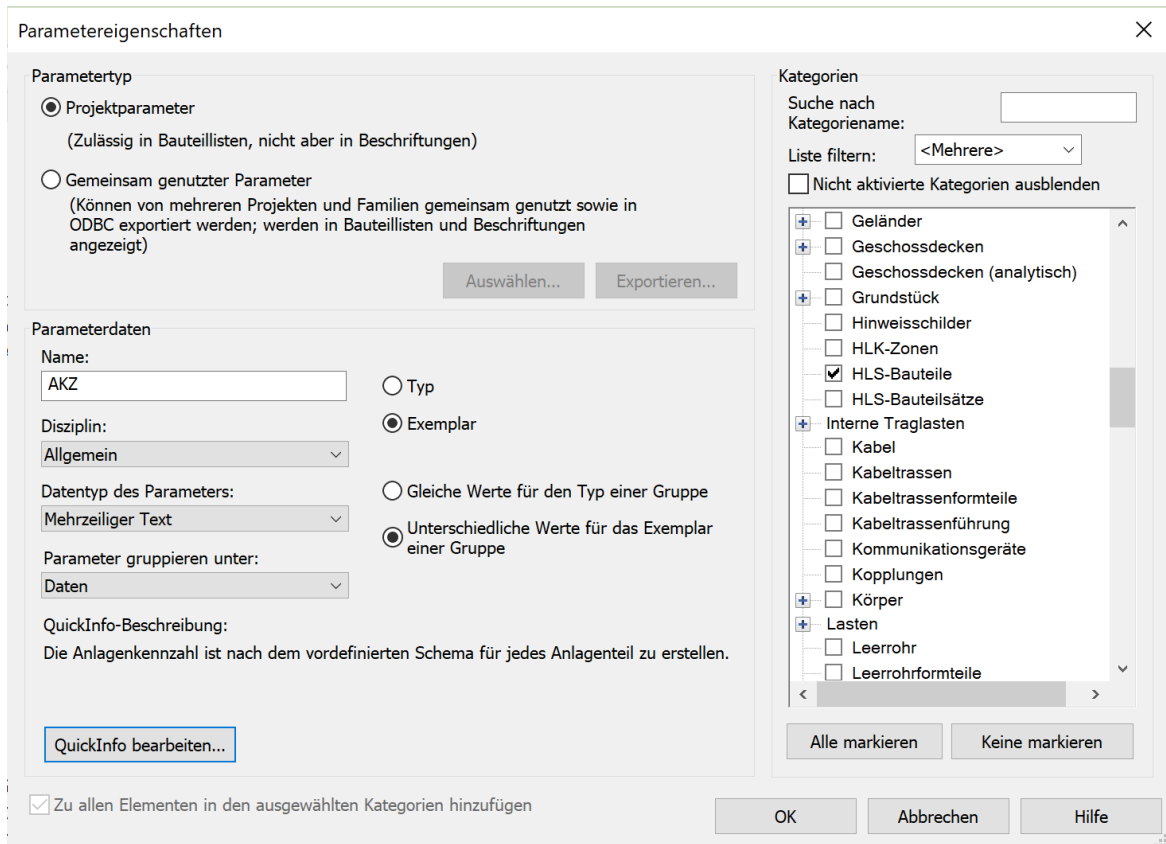 Parametereigenschaften
Parametertyp
Projektparameter
(Zulässig in Bauteillisten, nicht aber in Beschriftungen)
Gemeinsam genutzter Parameter
(Können von mehreren Projekten und Familien gemeinsam genutzt sowie in
ODBC exportiert werden; werden in Bauteillisten und Beschriftungen
angezeigt)
Auswählen...
Exportieren...
Parameterdaten
Name:
AKZ
Typ
Exemplar
Disziplin:
Allgemein
Datentyp des Parameters:
Mehrzeiliger Text
Gleiche Werte für den Typ einer Gruppe
Unterschiedliche Werte für das Exemplar
einer Gruppe
Parameter gruppieren unter:
Daten
QuickInfo-Beschreibung:
Die Anlagenkennzahl ist nach dem vordefinierten Schema für jedes Anlagenteil zu erstellen.
QuickInfo bearbeiten...
Zu allen Elementen in den ausgewählten Kategorien hinzufügen
Kategorien
Suche nach
Kategoriename:
Liste filtern:
<Mehrere>
Nicht aktivierte Kategorien ausblenden
Geländer
Geschossdecken
Geschossdecken (analytisch)
Grundstück
Hinweisschilder
HLK-Zonen
HLS-Bauteile
HLS-Bauteilsätze
Interne Traglasten
Kabel
Kabeltrassen
Kabeltrassenformteile
Kabeltrassenführung
Kommunikationsgeräte
Kopplungen
Körper
Lasten
Leerrohr
Leerrohrformteile
Alle markieren
Keine markieren
OK
Abbrechen
Hilfe